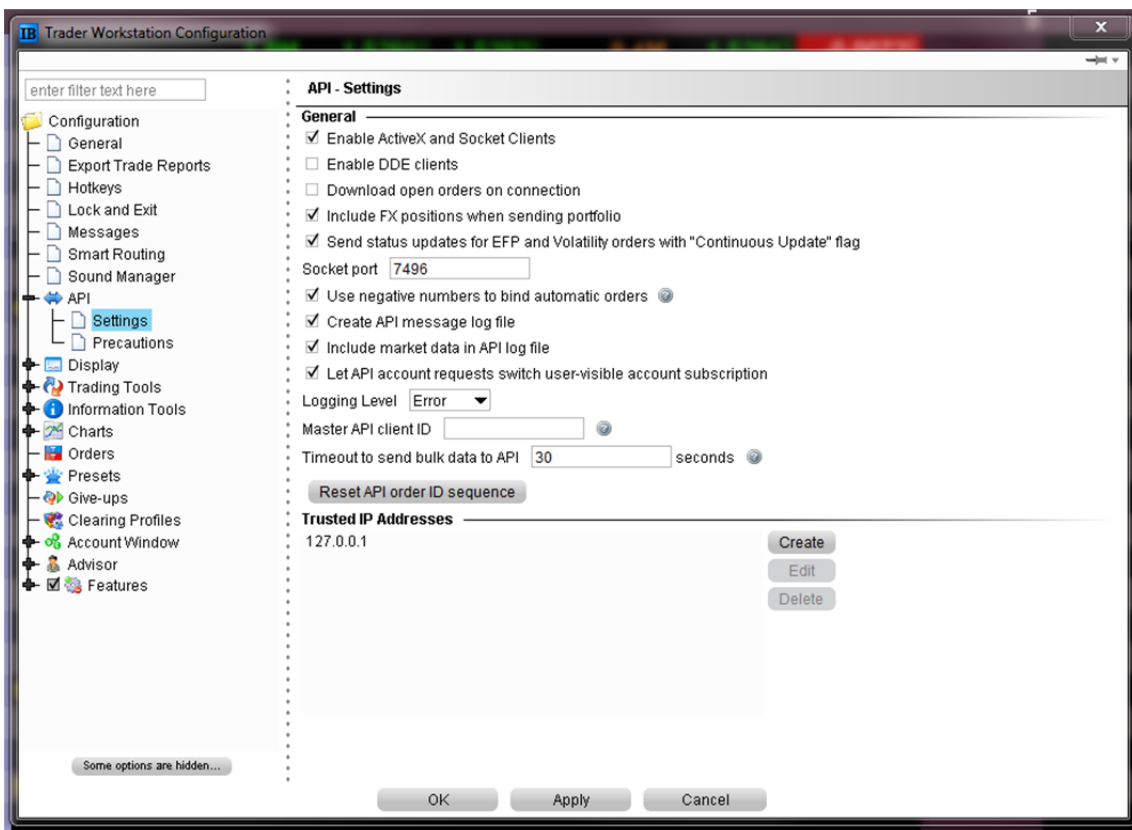 IB Trader Workstation Configuration
X
enter filter text here
Configuration
General
Export Trade Reports
Hotkeys
Lock and Exit
Messages
Smart Routing
Sound Manager
API
Settings
Precautions
Display
Trading Tools
Information Tools
Charts
Orders
Presets
Give-ups
Clearing Profiles
Account Window
Advisor
Features
Some options are hidden...
API - Settings
General
Enable ActiveX and Socket Clients
Enable DDE clients
Download open orders on connection
Include FX positions when sending portfolio
Send status updates for EFP and Volatility orders with "Continuous Update" flag
Socket port 7496
Use negative numbers to bind automatic orders
Create API message log file
Include market data in API log file
Let API account requests switch user-visible account subscription
Logging Level Error
Master API client ID
Timeout to send bulk data to API 30 seconds
Reset API order ID sequence
Trusted IP Addresses
127.0.0.1
Create
Edit
Delete
OK Apply Cancel